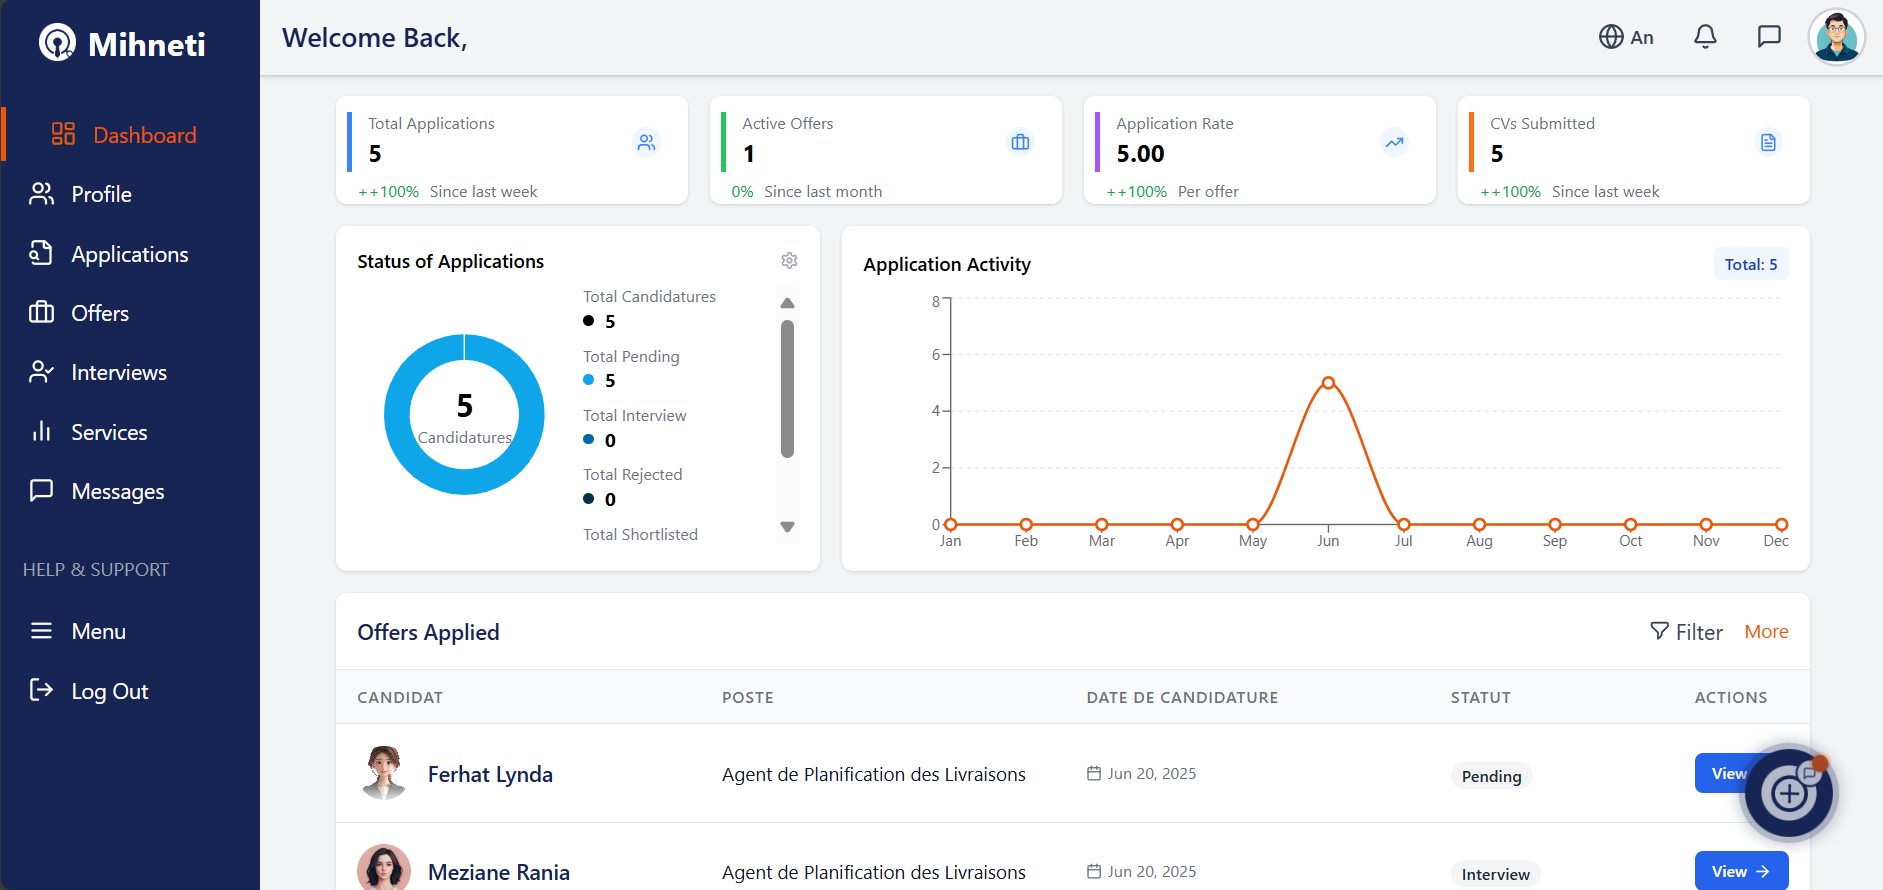 Mihneti
Welcome Back,
An
Dashboard
Profile
Applications
Offers
Interviews
Services
Messages
HELP & SUPPORT
Menu
Log Out
Total Applications
5
++100% Since last week
Active Offers
1
0% Since last month
Application Rate
5.00
++100% Per offer
CVs Submitted
5
++100% Since last week
Status of Applications
5
Candidatures
Total Candidatures
5
Total Pending
5
Total Interview
0
Total Rejected
0
Total Shortlisted
Application Activity
Total: 5
8
6
4
2
0
Jan Feb Mar Apr May Jun Jul Aug Sep Oct Nov Dec
Offers Applied
Filter More
CANDIDAT POSTE DATE DE CANDIDATURE STATUT ACTIONS
Ferhat Lynda Agent de Planification des Livraisons Jun 20, 2025 Pending View
Meziane Rania Agent de Planification des Livraisons Jun 20, 2025 Interview View →